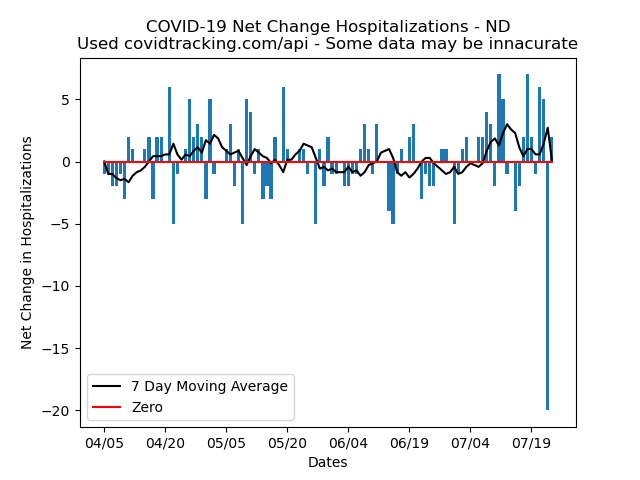 COVID-19 Net Change Hospitalizations - ND
Used covidtracking.com/api - Some data may be innacurate
Net Change in Hospitalizations
5
0
−5
−10
−15
−20
7 Day Moving Average
Zero
04/05 04/20 05/05 05/20 06/04 06/19 07/04 07/19
Dates